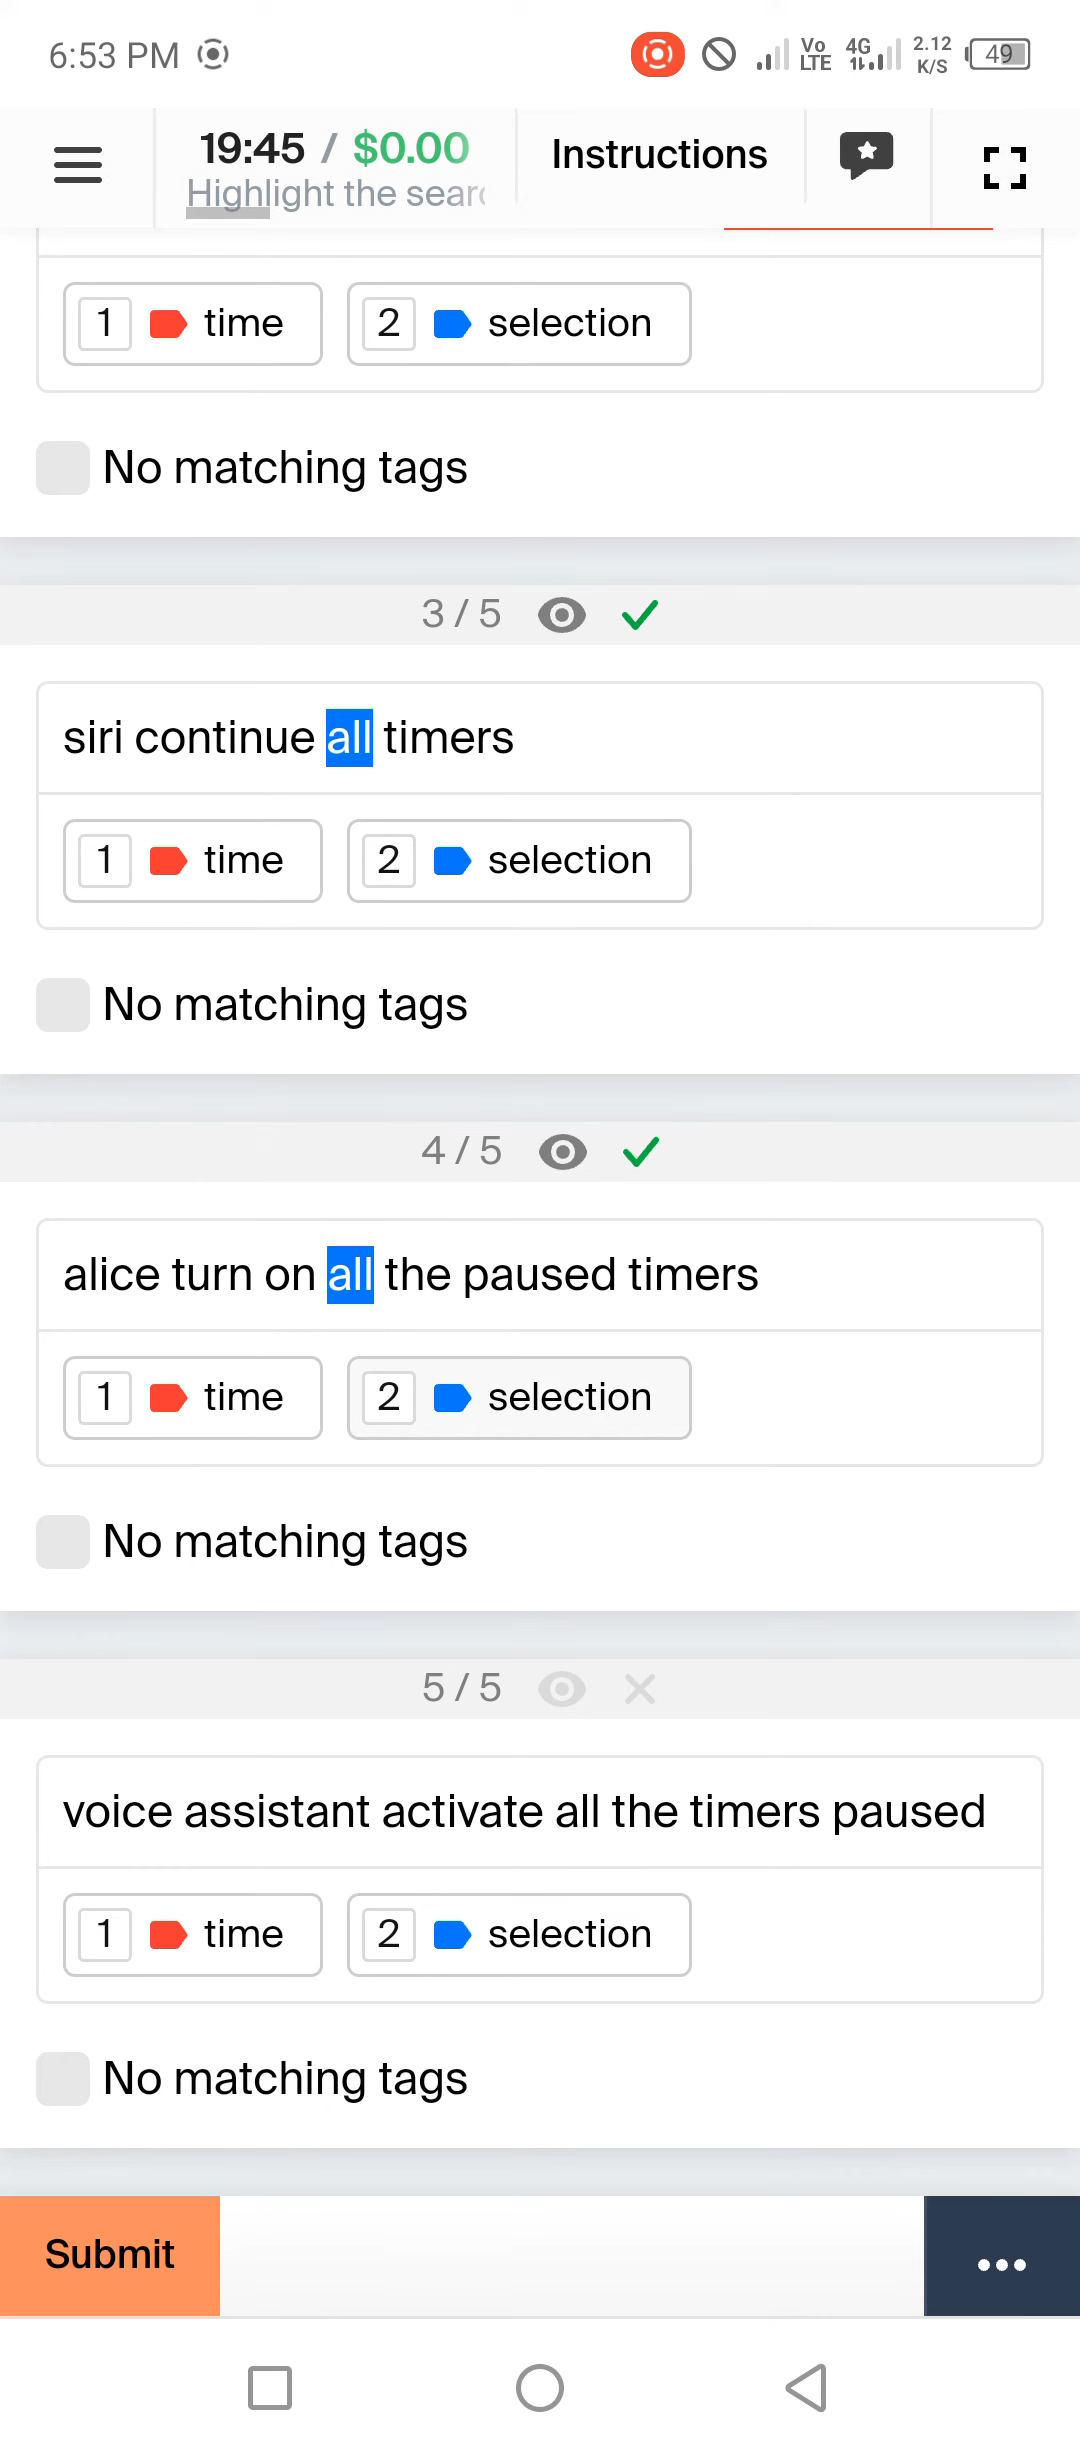 6:53 PM Vo LTE 4G 2.12 K/S 49
19:45 / $0.00 Instructions
Highlight the sear
1 time 2 selection
No matching tags
3 / 5
siri continue all timers
1 time 2 selection
No matching tags
4 / 5
alice turn on all the paused timers
1 time 2 selection
No matching tags
5 / 5
voice assistant activate all the timers paused
1 time 2 selection
No matching tags
Submit